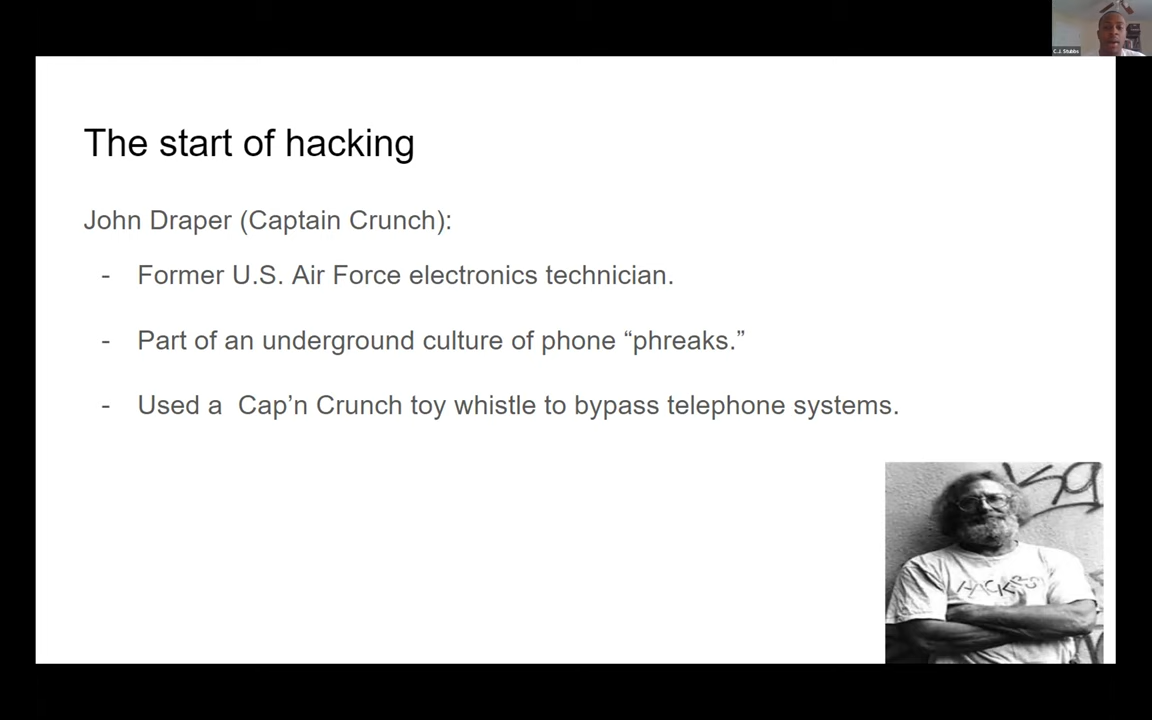 C.J. Stubbs
The start of hacking
John Draper (Captain Crunch):
- Former U.S. Air Force electronics technician.
- Part of an underground culture of phone “phreaks.”
- Used a  Cap’n Crunch toy whistle to bypass telephone systems.
HACKERS